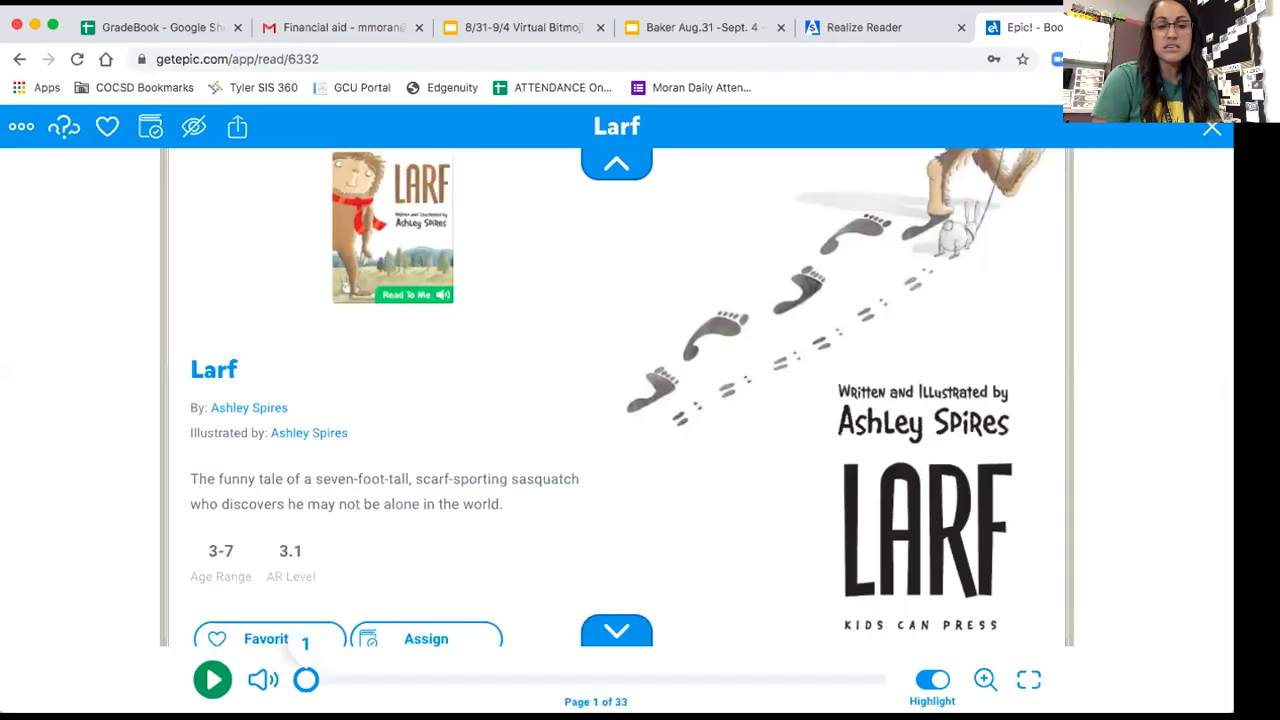 GradeBook - Google Sh
Financial aid - mmoran
8/31-9/4 Virtual Bitmoji
Baker Aug.31 -Sept. 4 -
Realize Reader
Epic! - Boo
getepic.com/app/read/6332
Apps
COCSD Bookmarks
Tyler SIS 360
GCU Portal
Edgenuity
ATTENDANCE On...
Moran Daily Atten...
Larf
LARF
Written and Illustrated by
Ashley Spires
Read To Me
Larf
By: Ashley Spires
Illustrated by: Ashley Spires
The funny tale of a seven-foot-tall, scarf-sporting sasquatch
who discovers he may not be alone in the world.
3-7
3.1
Age Range
AR Level
Favorit
Assign
1
Written and Illustrated by
Ashley Spires
LARF
KIDS CAN PRESS
Page 1 of 33
Highlight